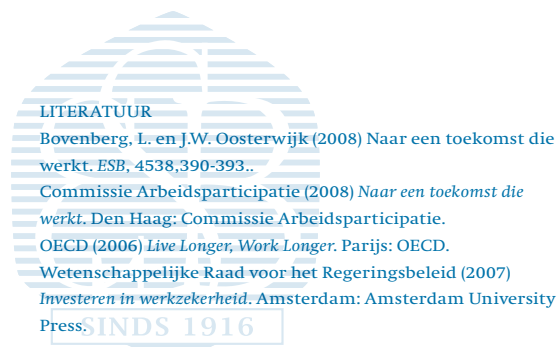 LITERATUUR
Bovenberg, L. en J.W. Oosterwijk (2008) Naar een toekomst die
werkt. ESB, 4538,390-393..
Commissie Arbeidsparticipatie (2008) Naar een toekomst die
werkt. Den Haag: Commissie Arbeidsparticipatie.
OECD (2006) Live Longer, Work Longer. Parijs: OECD.
Wetenschappelijke Raad voor het Regeringsbeleid (2007)
Investeren in werkzekerheid. Amsterdam: Amsterdam University
Press.
SINDS 1916